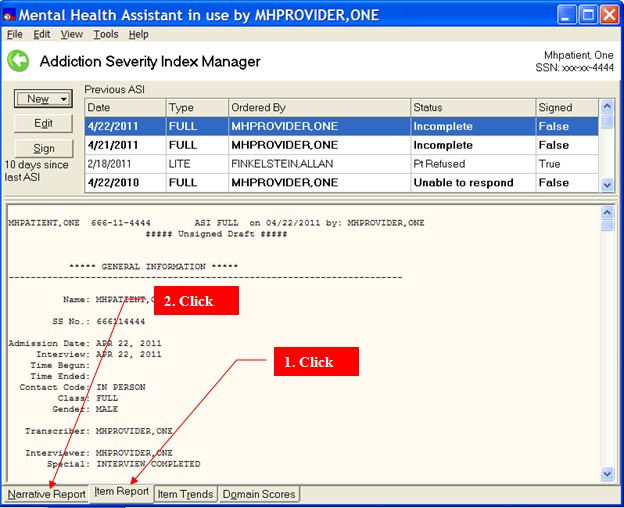 Mental Health Assistant in use by MHPROVIDER,ONE
File Edit View Tools Help
Addiction Severity Index Manager
Mhpatient, One
SSN: xxx-xx-4444
New
Edit
Sign
10 days since
last ASI
Previous ASI
Date Type Ordered By Status Signed
4/22/2011 FULL MHPROVIDER,ONE Incomplete False
4/21/2011 FULL MHPROVIDER,ONE Incomplete False
2/18/2011 LITE FINKELSTEIN,ALLAN Pt Refused True
4/22/2010 FULL MHPROVIDER,ONE Unable to respond False
MHPATIENT,ONE 666-11-4444 ASI FULL on 04/22/2011 by: MHPROVIDER,ONE
##### Unsigned Draft #####
***** GENERAL INFORMATION *****
Name: MHPATIENT,O
2. Click
SS No.: 666114444
Admission Date: APR 22, 2011
Interview: APR 22, 2011
Time Begun:
Time Ended:
Contact Code: IN PERSON
Class: FULL
Gender: MALE
1. Click
Transcriber: MHPROVIDER,ONE
Interviewer: MHPROVIDER,ONE
Special: INTERVIEW COMPLETED
Narrative Report Item Report Item Trends Domain Scores